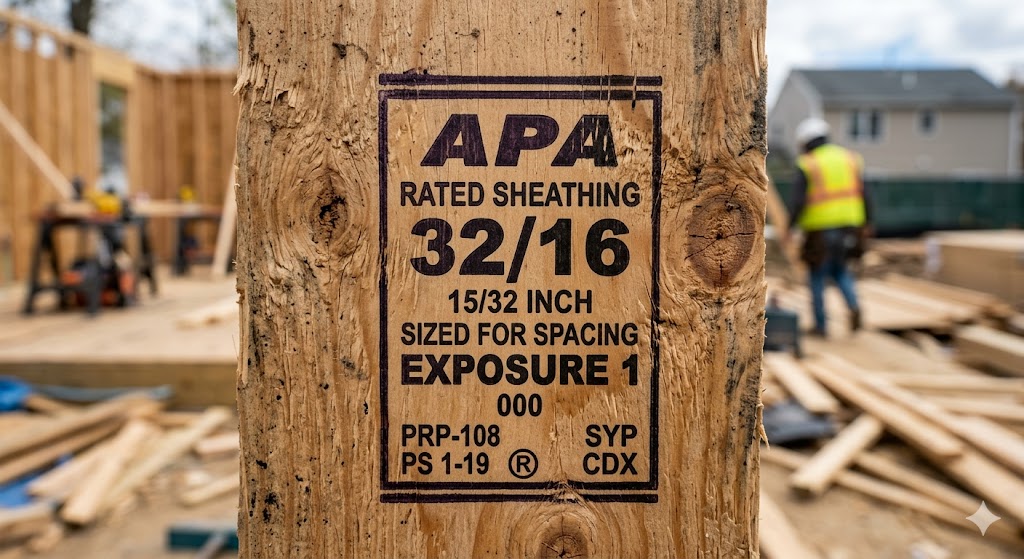 APA
RATED SHEATHING
32/16
15/32 INCH
SIZED FOR SPACING
EXPOSURE 1
000
PRP-108 SYP
PS 1-19 ® CDX